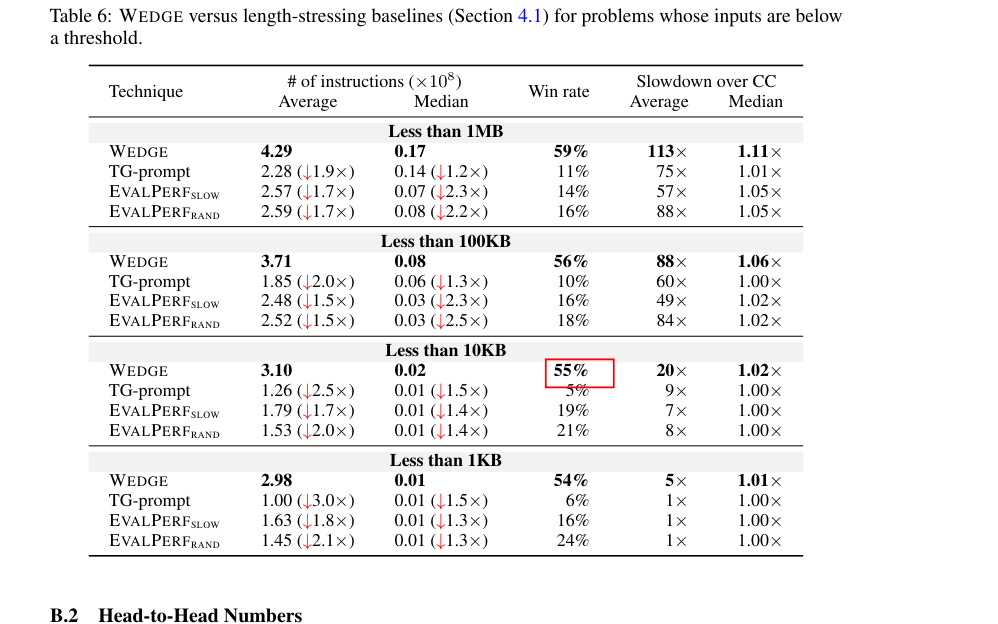 Table 6: WEDGE versus length-stressing baselines (Section 4.1) for problems whose inputs are below
a threshold.
Technique # of instructions (×10⁸) Win rate Slowdown over CC
Average Median Average Median
Less than 1MB
WEDGE 4.29 0.17 59% 113× 1.11×
TG-prompt 2.28 (↓1.9×) 0.14 (↓1.2×) 11% 75× 1.01×
EVALPERF_SLOW 2.57 (↓1.7×) 0.07 (↓2.3×) 14% 57× 1.05×
EVALPERF_RAND 2.59 (↓1.7×) 0.08 (↓2.2×) 16% 88× 1.05×
Less than 100KB
WEDGE 3.71 0.08 56% 88× 1.06×
TG-prompt 1.85 (↓2.0×) 0.06 (↓1.3×) 10% 60× 1.00×
EVALPERF_SLOW 2.48 (↓1.5×) 0.03 (↓2.3×) 16% 49× 1.02×
EVALPERF_RAND 2.52 (↓1.5×) 0.03 (↓2.5×) 18% 84× 1.02×
Less than 10KB
WEDGE 3.10 0.02 55% 20× 1.02×
TG-prompt 1.26 (↓2.5×) 0.01 (↓1.5×) 5% 9× 1.00×
EVALPERF_SLOW 1.79 (↓1.7×) 0.01 (↓1.4×) 19% 7× 1.00×
EVALPERF_RAND 1.53 (↓2.0×) 0.01 (↓1.4×) 21% 8× 1.00×
Less than 1KB
WEDGE 2.98 0.01 54% 5× 1.01×
TG-prompt 1.00 (↓3.0×) 0.01 (↓1.5×) 6% 1× 1.00×
EVALPERF_SLOW 1.63 (↓1.8×) 0.01 (↓1.3×) 16% 1× 1.00×
EVALPERF_RAND 1.45 (↓2.1×) 0.01 (↓1.3×) 24% 1× 1.00×
B.2 Head-to-Head Numbers